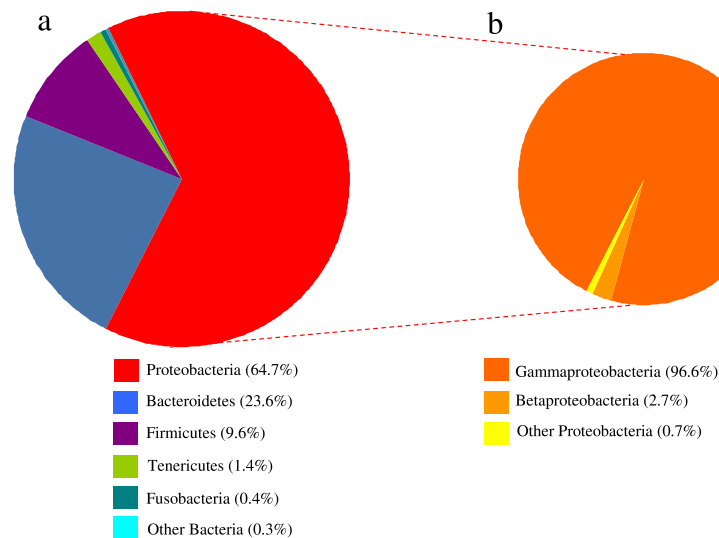 a
b
Proteobacteria (64.7%)
Bacteroidetes (23.6%)
Firmicutes (9.6%)
Tenericutes (1.4%)
Fusobacteria (0.4%)
Other Bacteria (0.3%)
Gammaproteobacteria (96.6%)
Betaproteobacteria (2.7%)
Other Proteobacteria (0.7%)